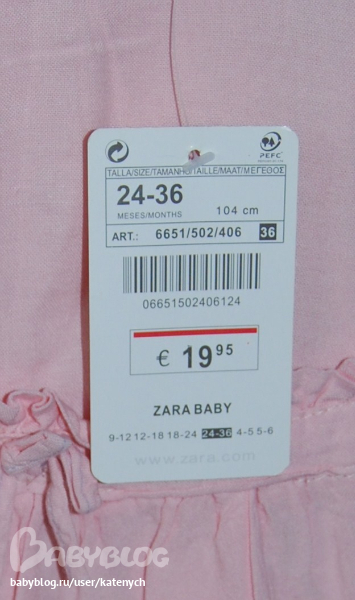 PEFC
TALLA/SIZE/TAMANHO/TAILLE/MAAT/ΜΕΓΕΘΟΣ
24-36
MESES/MONTHS 104 cm
ART.: 6651/502/406 36
06651502406124
€ 19 95
ZARA BABY
9-12 12-18 18-24 24-36 4-5 5-6
www.zara.com
BABYBLOG
babyblog.ru/user/katenych